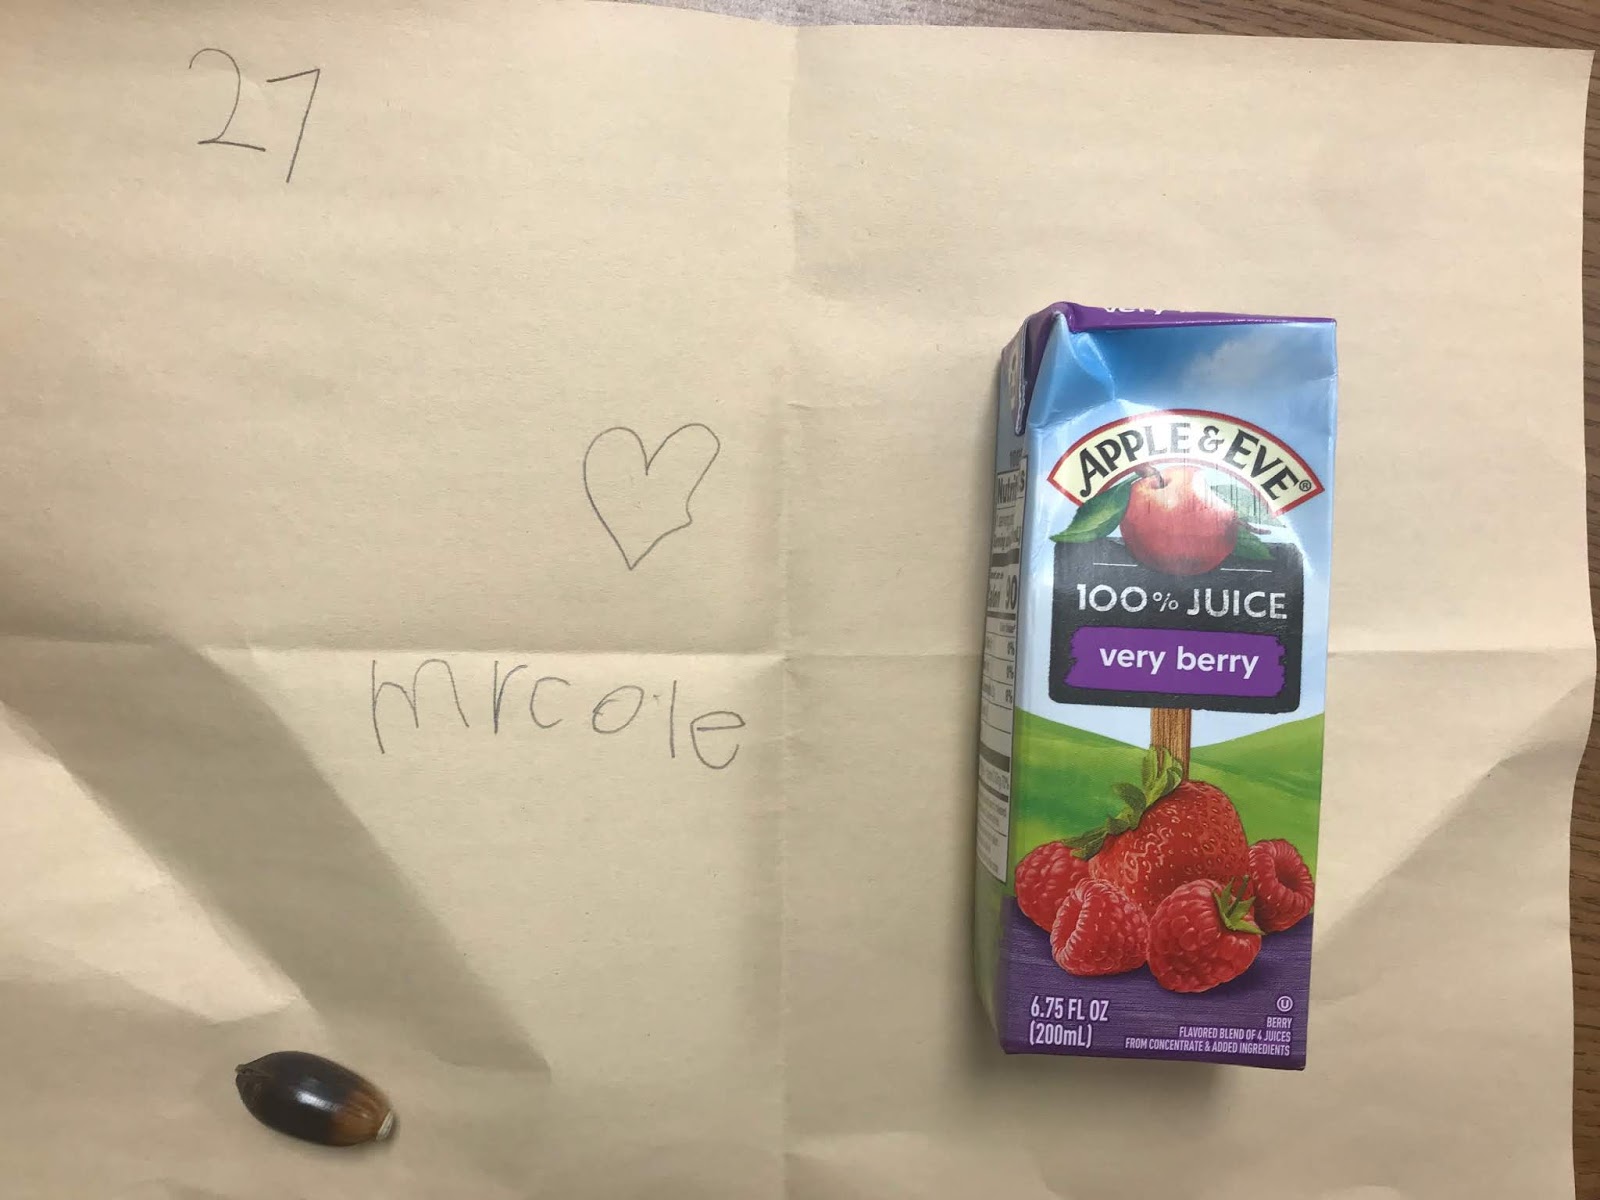 27
mrcole
APPLE & EVE®
100% JUICE
very berry
6.75 FL OZ
(200mL)
BERRY
FLAVORED BLEND OF 4 JUICES
FROM CONCENTRATE & ADDED INGREDIENTS